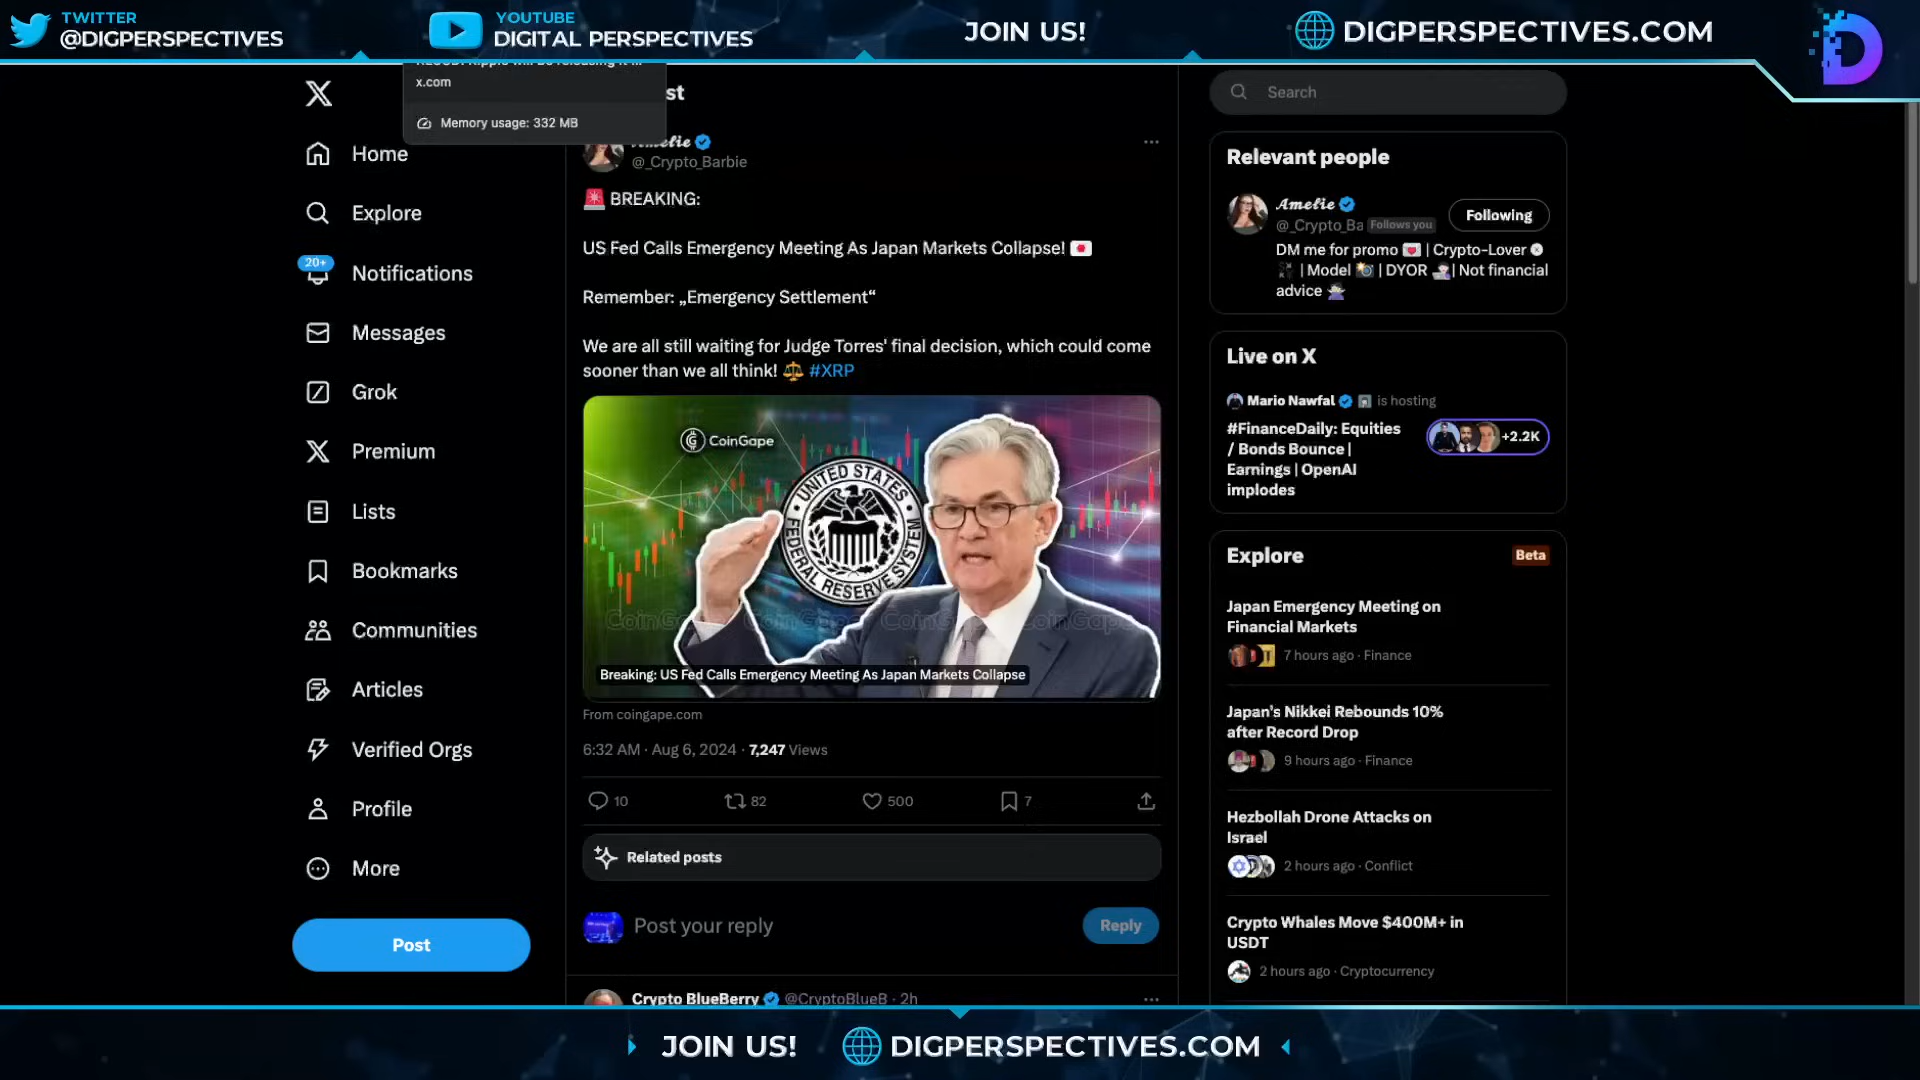 TWITTER
@DIGPERSPECTIVES
YOUTUBE
DIGITAL PERSPECTIVES
JOIN US!
DIGPERSPECTIVES.COM
x.com
Memory usage: 332 MB
st
Home
Explore
20+
Notifications
Messages
Grok
Premium
Lists
Bookmarks
Communities
Articles
Verified Orgs
Profile
More
Post
Amelie
@_Crypto_Barbie
BREAKING:
US Fed Calls Emergency Meeting As Japan Markets Collapse!
Remember: „Emergency Settlement“
We are all still waiting for Judge Torres' final decision, which could come
sooner than we all think! #XRP
CoinGape
UNITED STATES
FEDERAL RESERVE SYSTEM
Breaking: US Fed Calls Emergency Meeting As Japan Markets Collapse
From coingape.com
6:32 AM · Aug 6, 2024 · 7,247 Views
10
82
500
7
Related posts
Post your reply
Reply
Crypto BlueBerry @CryptoBlueB · 2h
Search
Relevant people
Amelie
@_Crypto_Ba Follows you
Following
DM me for promo | Crypto-Lover
| Model | DYOR | Not financial
advice
Live on X
Mario Nawfal is hosting
#FinanceDaily: Equities
/ Bonds Bounce |
Earnings | OpenAI
implodes
+2.2K
Explore
Beta
Japan Emergency Meeting on
Financial Markets
7 hours ago · Finance
Japan's Nikkei Rebounds 10%
after Record Drop
9 hours ago · Finance
Hezbollah Drone Attacks on
Israel
2 hours ago · Conflict
Crypto Whales Move $400M+ in
USDT
2 hours ago · Cryptocurrency
JOIN US!
DIGPERSPECTIVES.COM